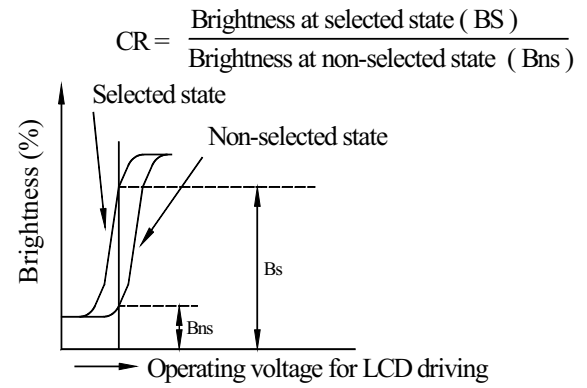 CR = Brightness at selected state ( BS )
Brightness at non-selected state ( Bns )
Selected state
Non-selected state
Brightness (%)
Bs
Bns
Operating voltage for LCD driving